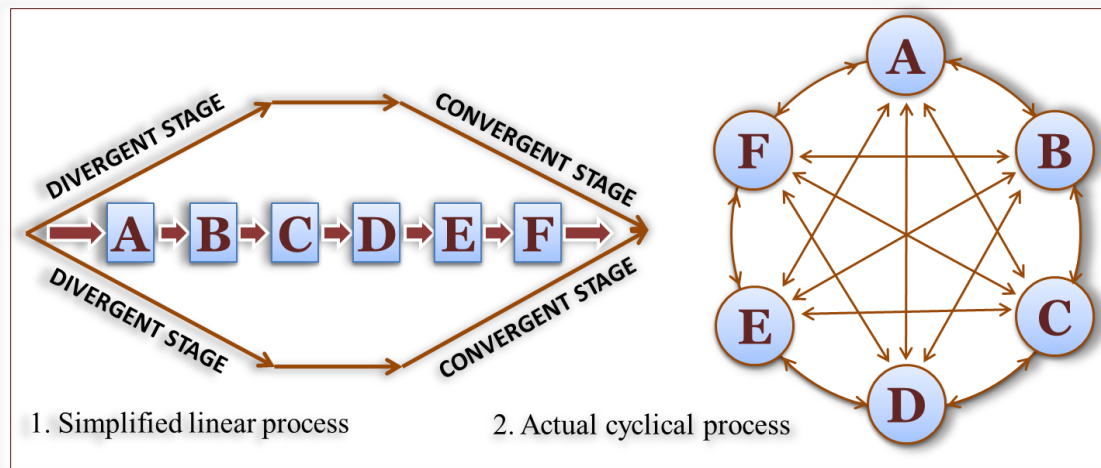 DIVERGENT STAGE
CONVERGENT STAGE
A B C D E F
DIVERGENT STAGE
CONVERGENT STAGE
1. Simplified linear process
A
B
C
D
E
F
2. Actual cyclical process